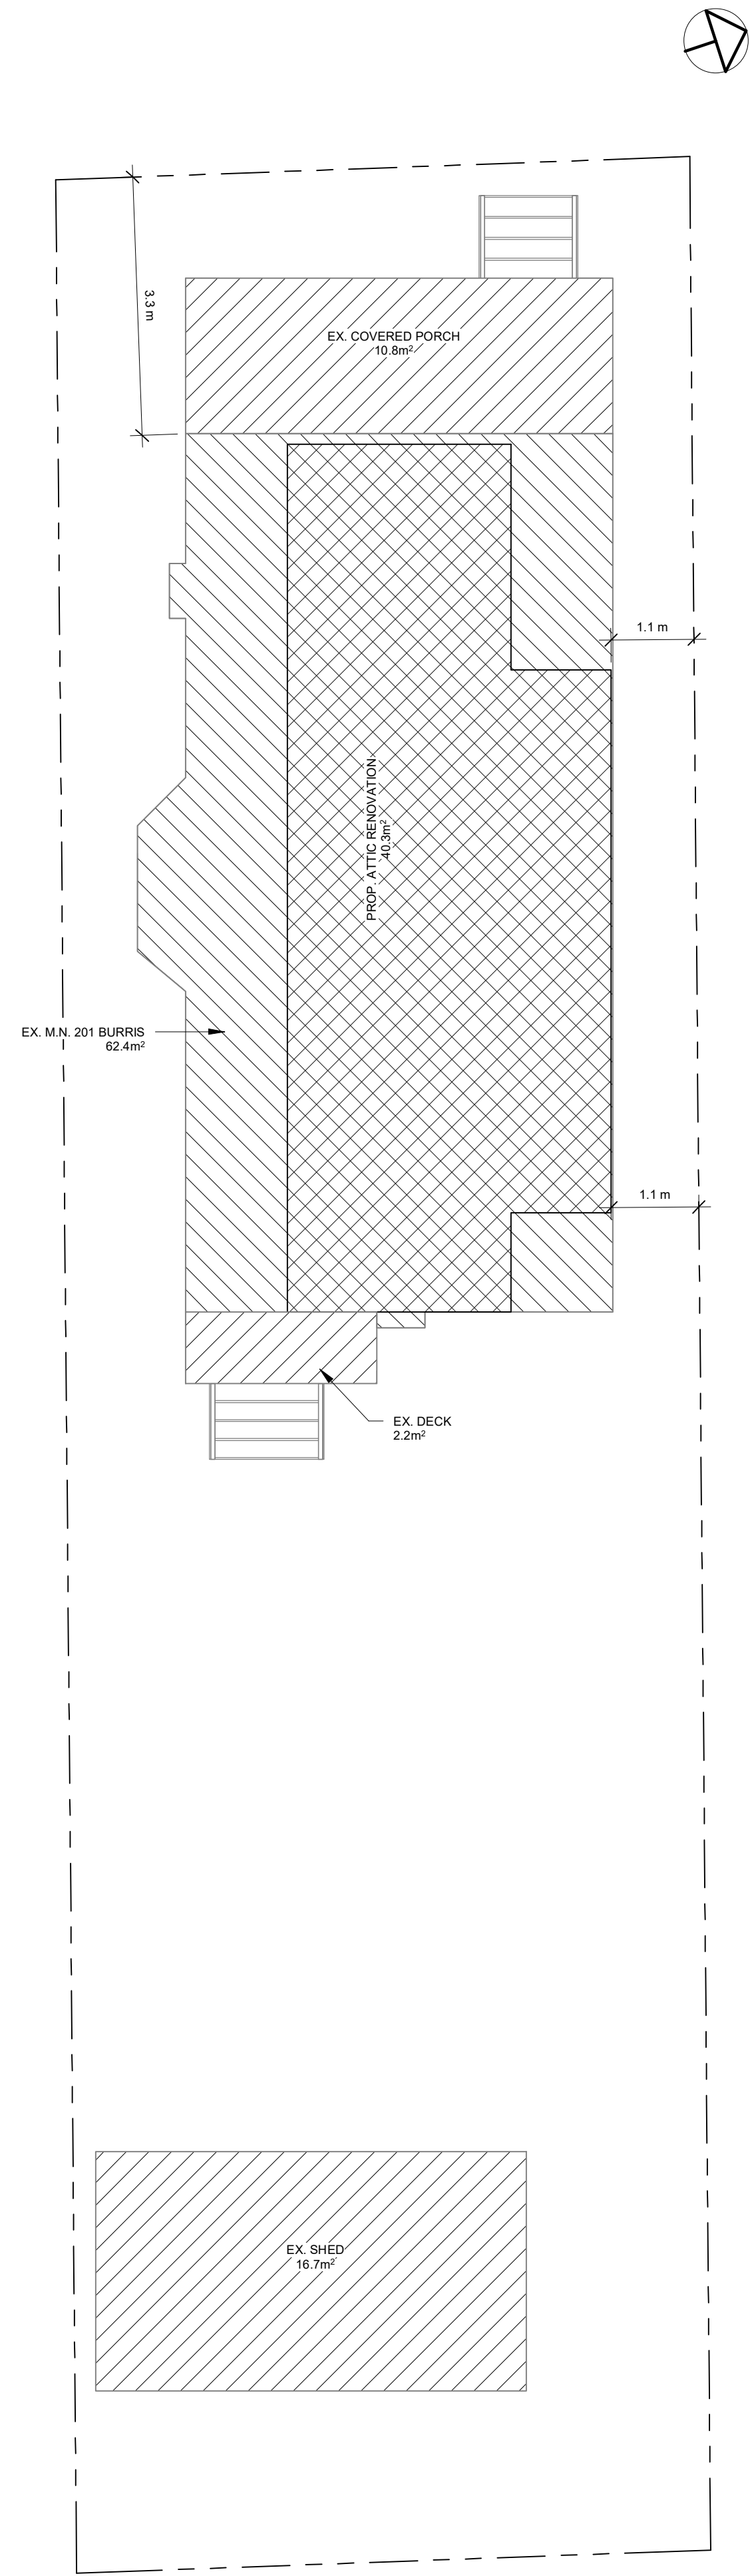 3.3 m
EX. COVERED PORCH
10.8m²
1.1 m
PROP. ATTIC RENOVATION
40.3m²
EX. M.N. 201 BURRIS
62.4m²
1.1 m
EX. DECK
2.2m²
EX. SHED
16.7m²